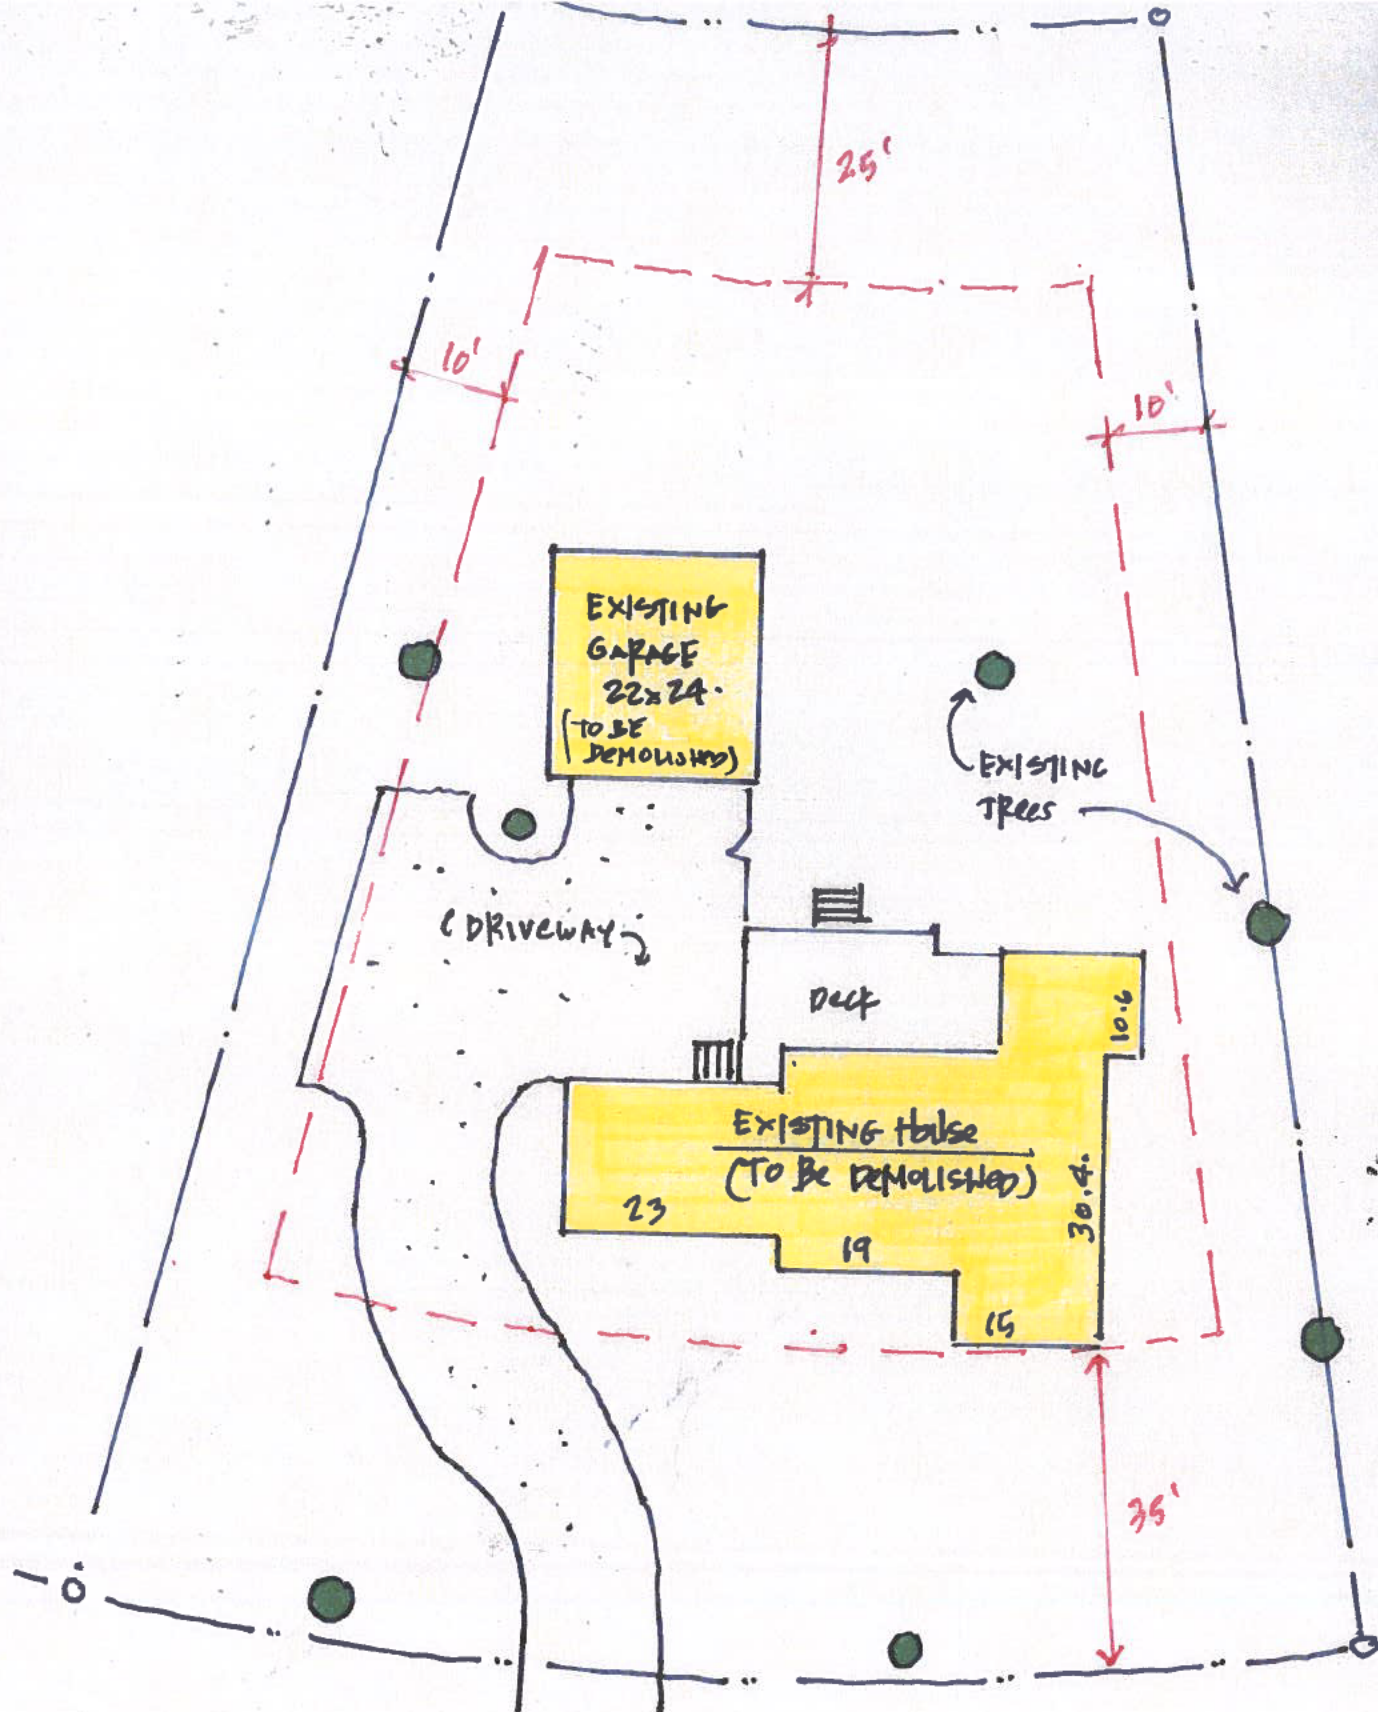 25'
10'
10'
EXISTING
GARAGE
22x24.
(TO BE
DEMOLISHED)
EXISTING
TREES
DRIVEWAY
DECK
10.6
EXISTING HOUSE
(TO BE DEMOLISHED)
30.4.
23
19
15
35'